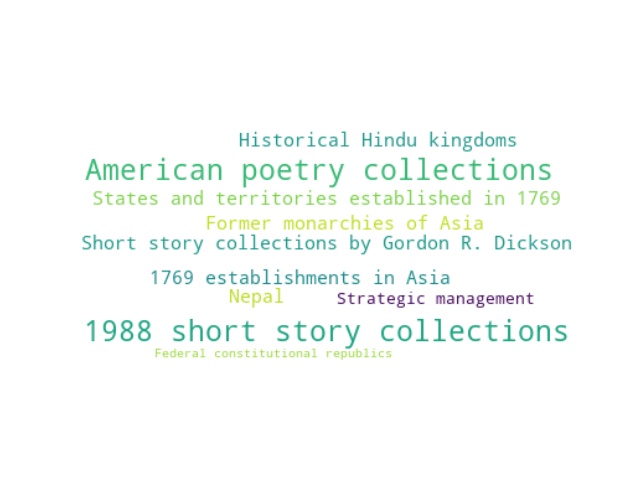 Historical Hindu kingdoms
American poetry collections
States and territories established in 1769
Former monarchies of Asia
Short story collections by Gordon R. Dickson
1769 establishments in Asia
Nepal Strategic management
1988 short story collections
Federal constitutional republics